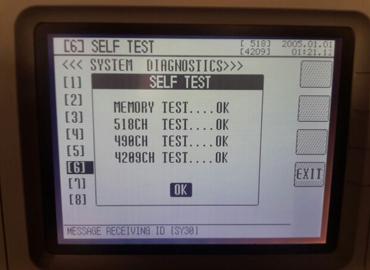 [6] SELF TEST
[ 518] 2005.01.01
[4209] 01:21.12
<<< SYSTEM DIAGNOSTICS>>>
SELF TEST
[1]
[2]
[3]
[4]
[5]
[6]
[7]
[8]
MEMORY TEST....OK
518CH TEST....OK
490CH TEST....OK
4209CH TEST....OK
OK
EXIT
MESSAGE RECEIVING ID [SY30]